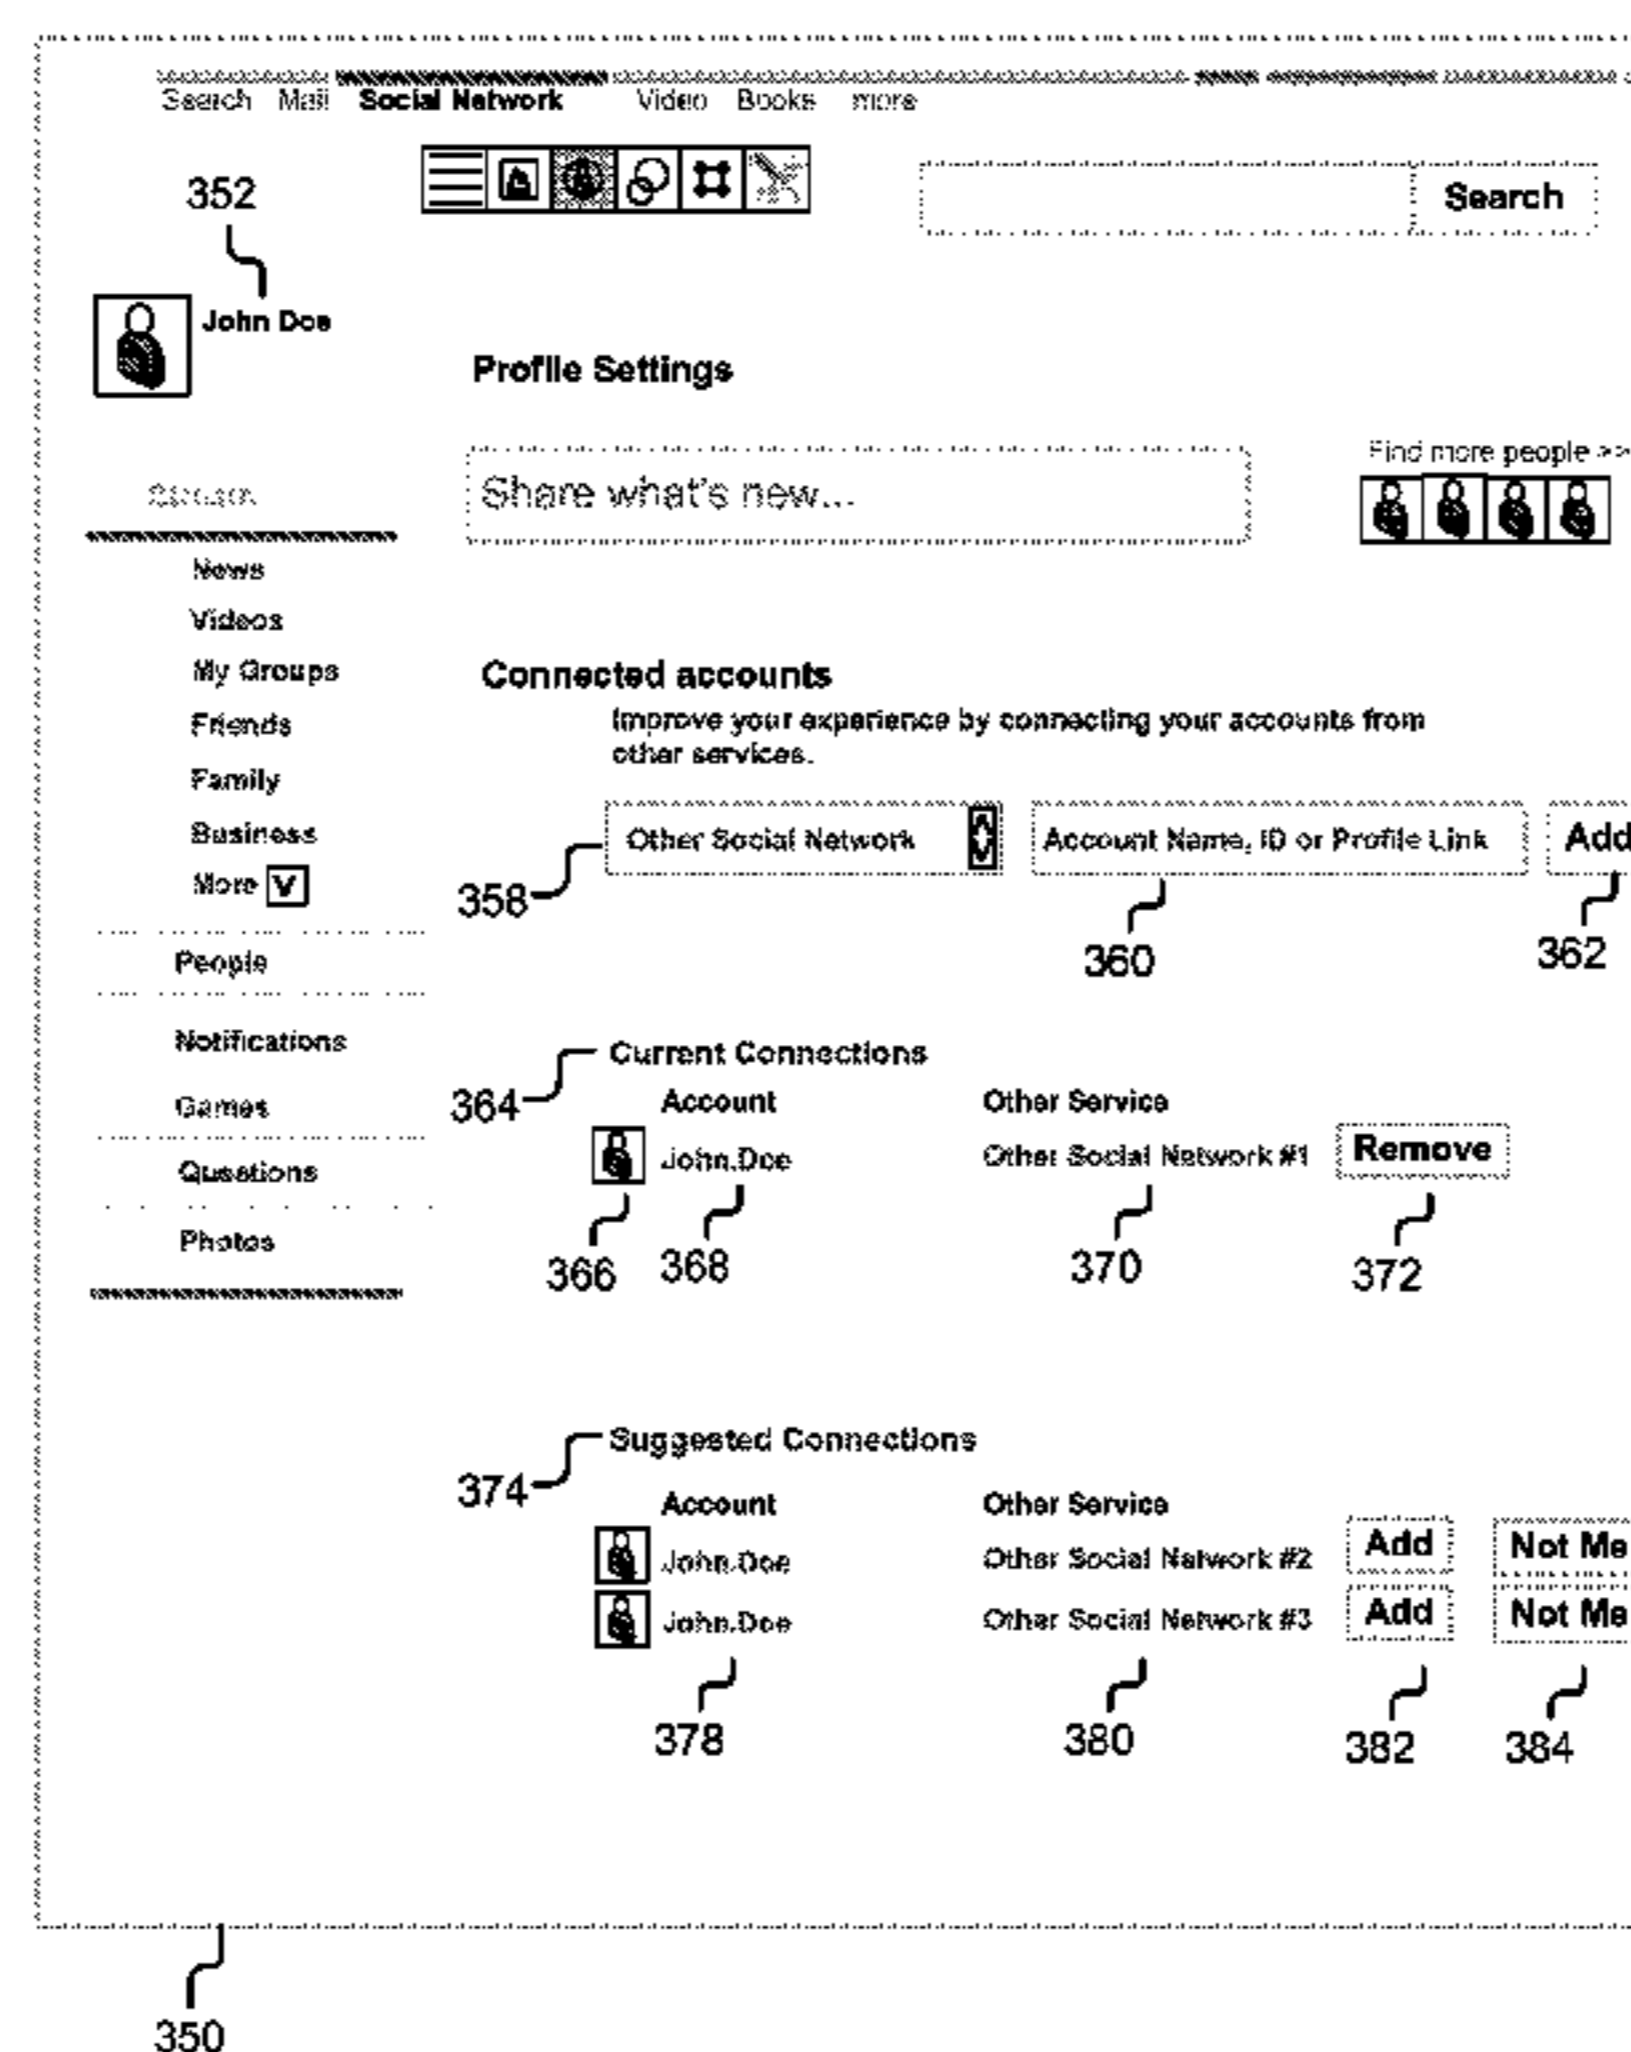 Search Mail Social Network Video Books more
Search
352
John Doe
Profile Settings
Find more people >>
Share what's new...
News
Videos
My Groups
Friends
Family
Business
More V
People
Notifications
Games
Qusations
Photos
Connected accounts
Improve your experience by connecting your accounts from
other services.
Other Social Network Account Name, ID or Profile Link Add
358
360
362
Current Connections
364
Account Other Service
John.Doe Other Social Network #1 Remove
366 368 370 372
Suggested Connections
374
Account Other Service
John.Doe Other Social Network #2 Add Not Me
John.Doe Other Social Network #3 Add Not Me
378 380 382 384
350